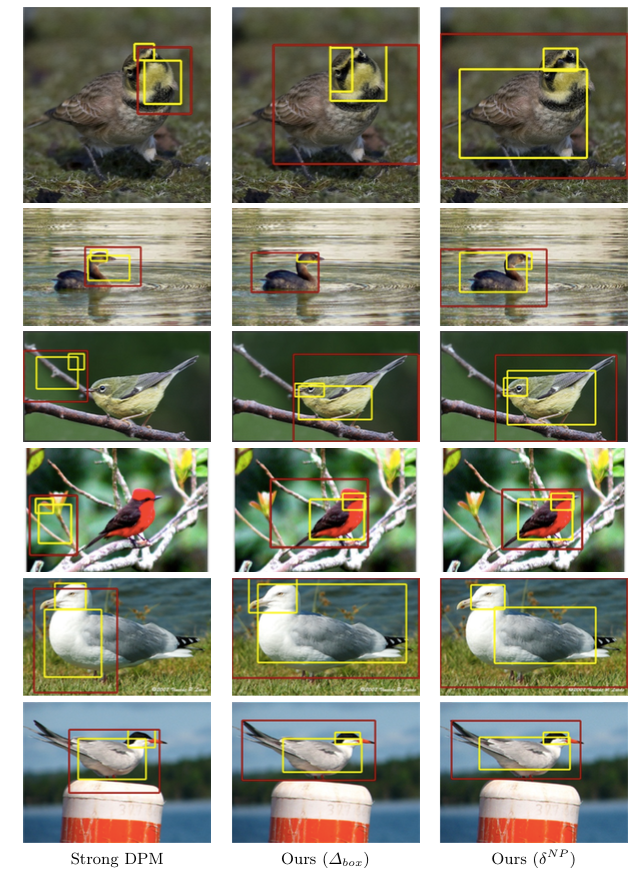 Strong DPM
Ours (Δ_box)
Ours (δ^NP)